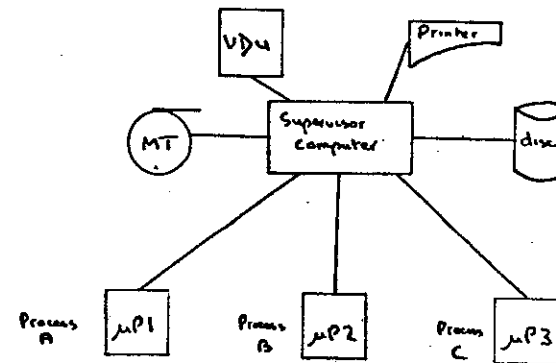 VDU
Printer
Supervisor
computer
MT
disc
Process
A
μP1
Process
B
μP2
Process
C
μP3